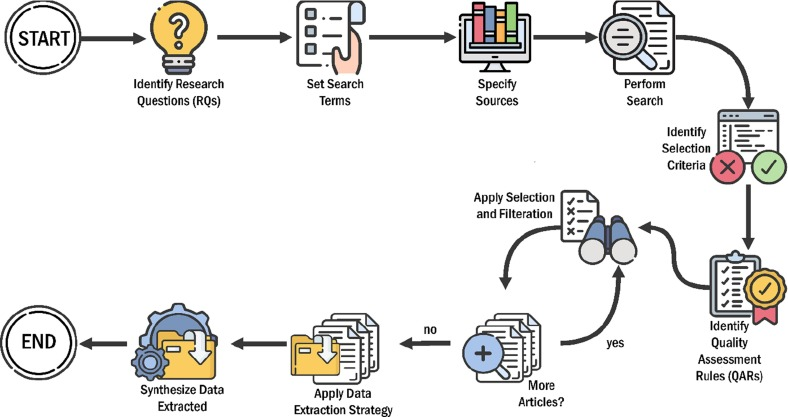 START
Identify Research
Questions (RQs)
Set Search
Terms
Specify
Sources
Perform
Search
Identify
Selection
Criteria
Identify
Quality
Assessment
Rules (QARs)
Apply Selection
and Filteration
More
Articles?
yes
no
Apply Data
Extraction Strategy
Synthesize Data
Extracted
END